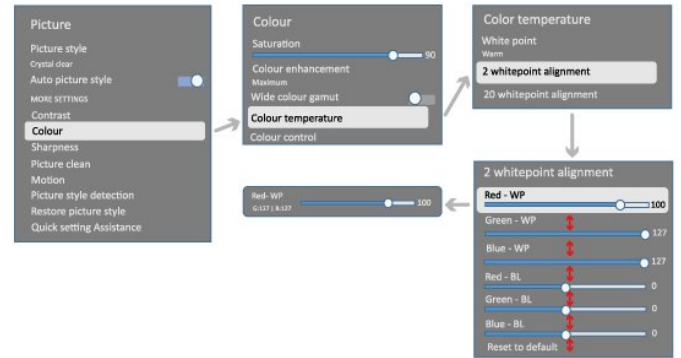 Picture
Picture style
Crystal clear
Auto picture style
MORE SETTINGS
Contrast
Colour
Sharpness
Picture clean
Motion
Picture style detection
Restore picture style
Quick setting Assistance
Colour
Saturation
90
Colour enhancement
Maximum
Wide colour gamut
Colour temperature
Colour control
Color temperature
White point
Warm
2 whitepoint alignment
20 whitepoint alignment
2 whitepoint alignment
Red - WP
100
Green - WP
127
Blue - WP
127
Red - BL
0
Green - BL
0
Blue - BL
0
Reset to default
Red- WP
G:127 | B:127
100